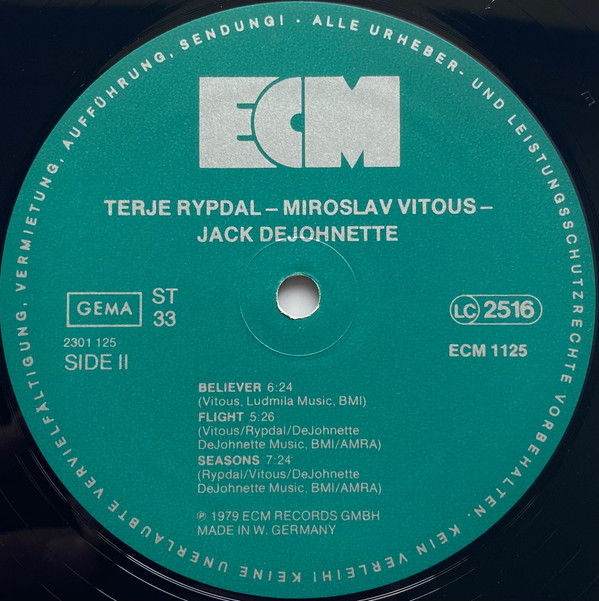 ECM
TERJE RYPDAL – MIROSLAV VITOUS –
JACK DEJOHNETTE
GEMA
ST
33
2301 125
SIDE II
LC 2516
ECM 1125
BELIEVER 6:24
(Vitous, Ludmila Music, BMI)
FLIGHT 5:26
(Vitous/Rypdal/DeJohnette
DeJohnette Music, BMI/AMRA)
SEASONS 7:24
(Rypdal/Vitous/DeJohnette
DeJohnette Music, BMI/AMRA)
℗ 1979 ECM RECORDS GMBH
MADE IN W. GERMANY
ALLE URHEBER- UND LEISTUNGSSCHUTZRECHTE VORBEHALTEN. KEIN VERLEIH! KEINE UNERLAUBTE VERVIELFÄLTIGUNG, VERMIETUNG, AUFFÜHRUNG, SENDUNG! ·